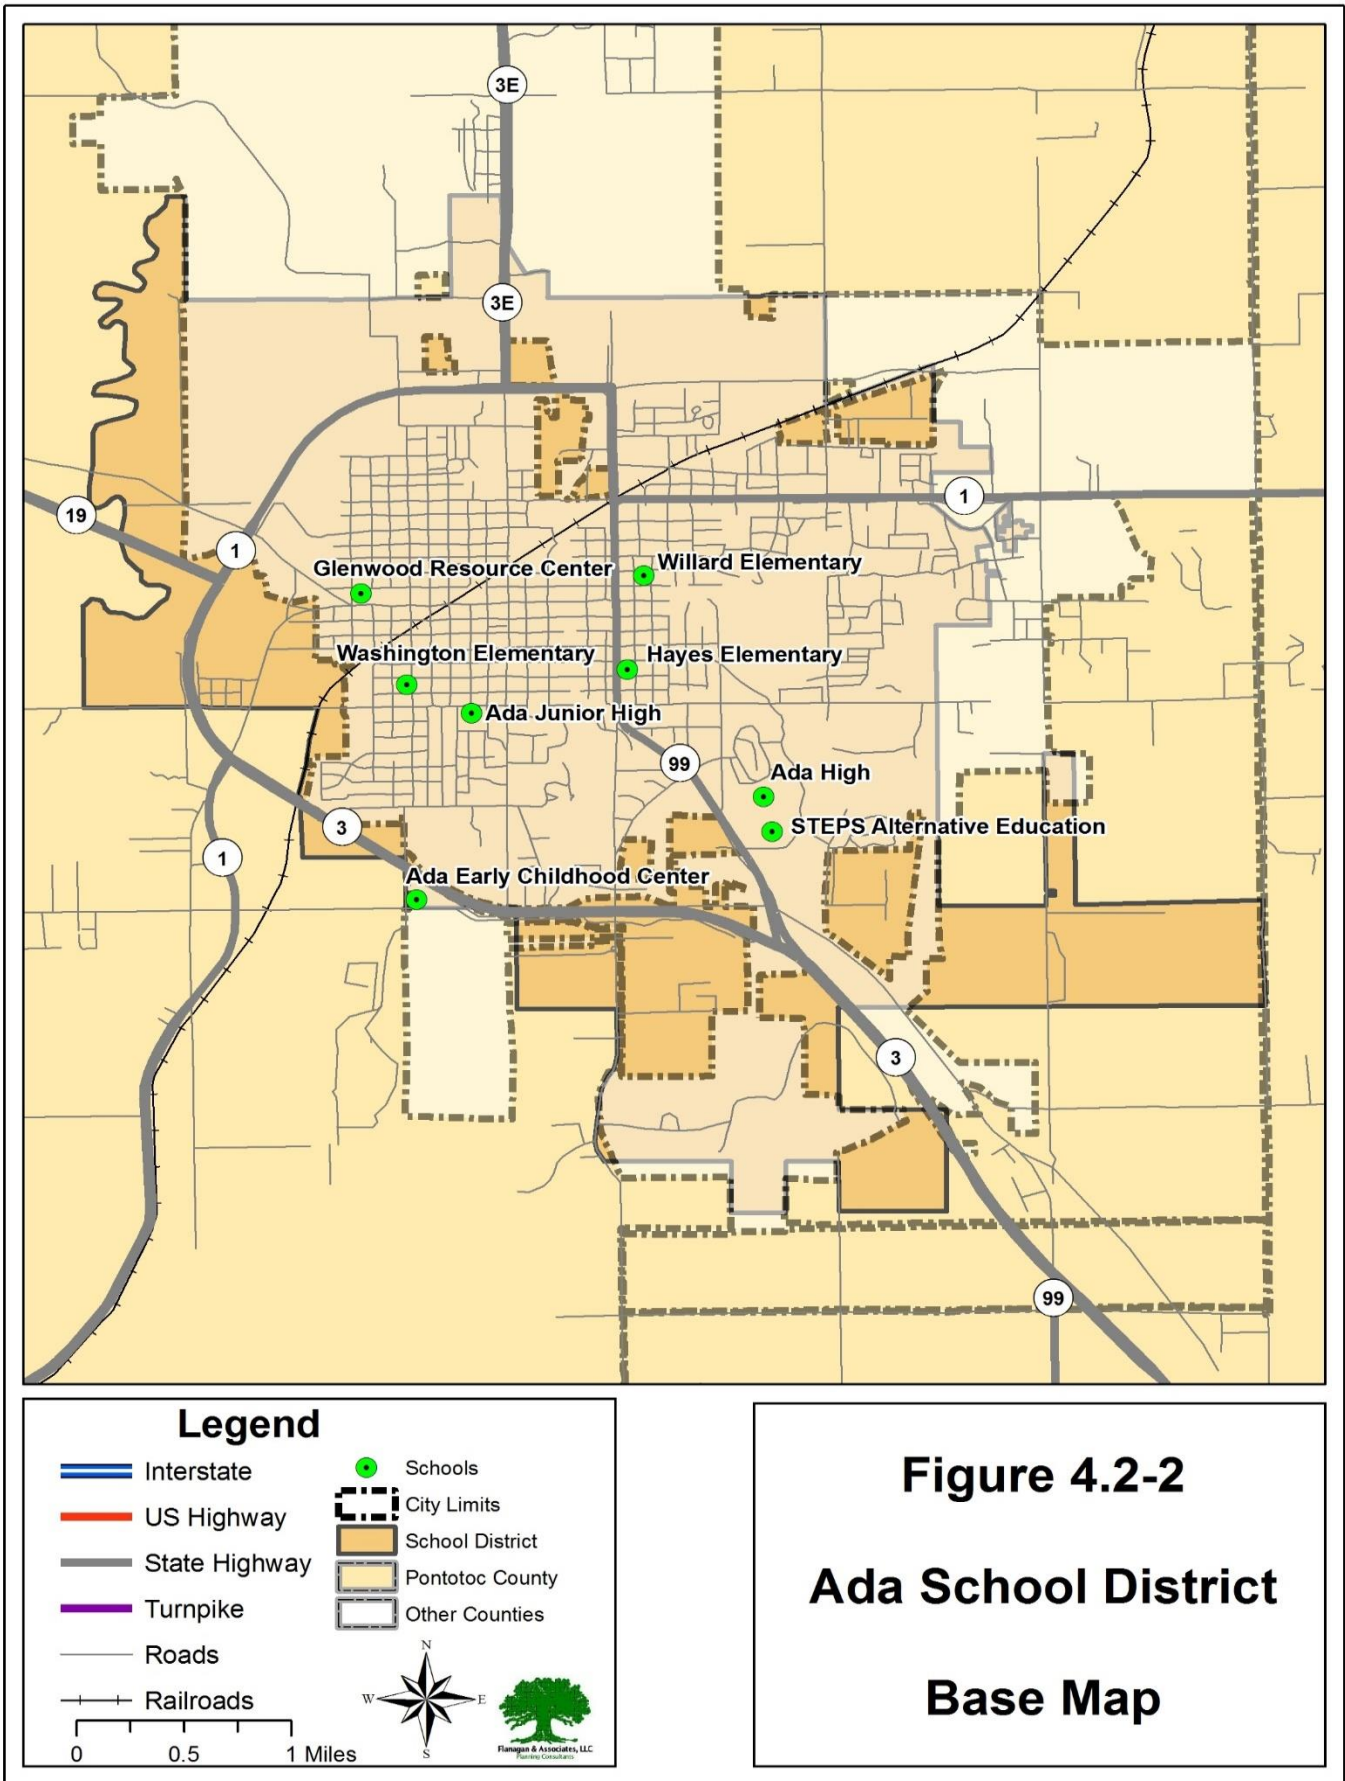 3E
3E
1
19
1
Glenwood Resource Center
Willard Elementary
Washington Elementary
Hayes Elementary
Ada Junior High
99
Ada High
STEPS Alternative Education
3
1
Ada Early Childhood Center
3
99
Legend
Interstate
US Highway
State Highway
Turnpike
Roads
Railroads
0 0.5 1 Miles
Schools
City Limits
School District
Pontotoc County
Other Counties
N
W E
S
Flanagan & Associates, LLC
Planning Consultants
Figure 4.2-2
Ada School District
Base Map